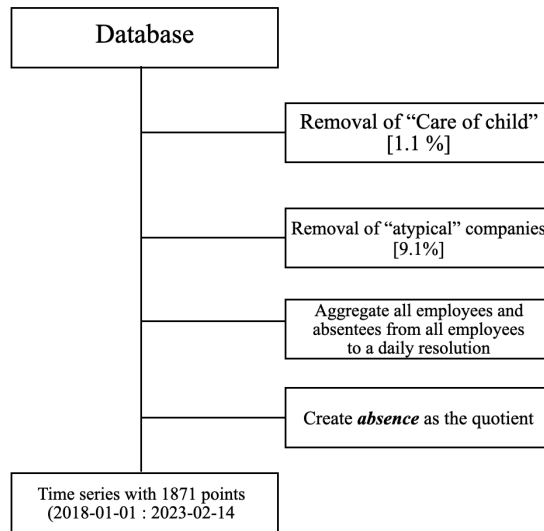 Database
Removal of “Care of child”
[1.1 %]
Removal of “atypical” companies
[9.1%]
Aggregate all employees and
absentees from all employees
to a daily resolution
Create absence as the quotient
Time series with 1871 points
(2018-01-01 : 2023-02-14